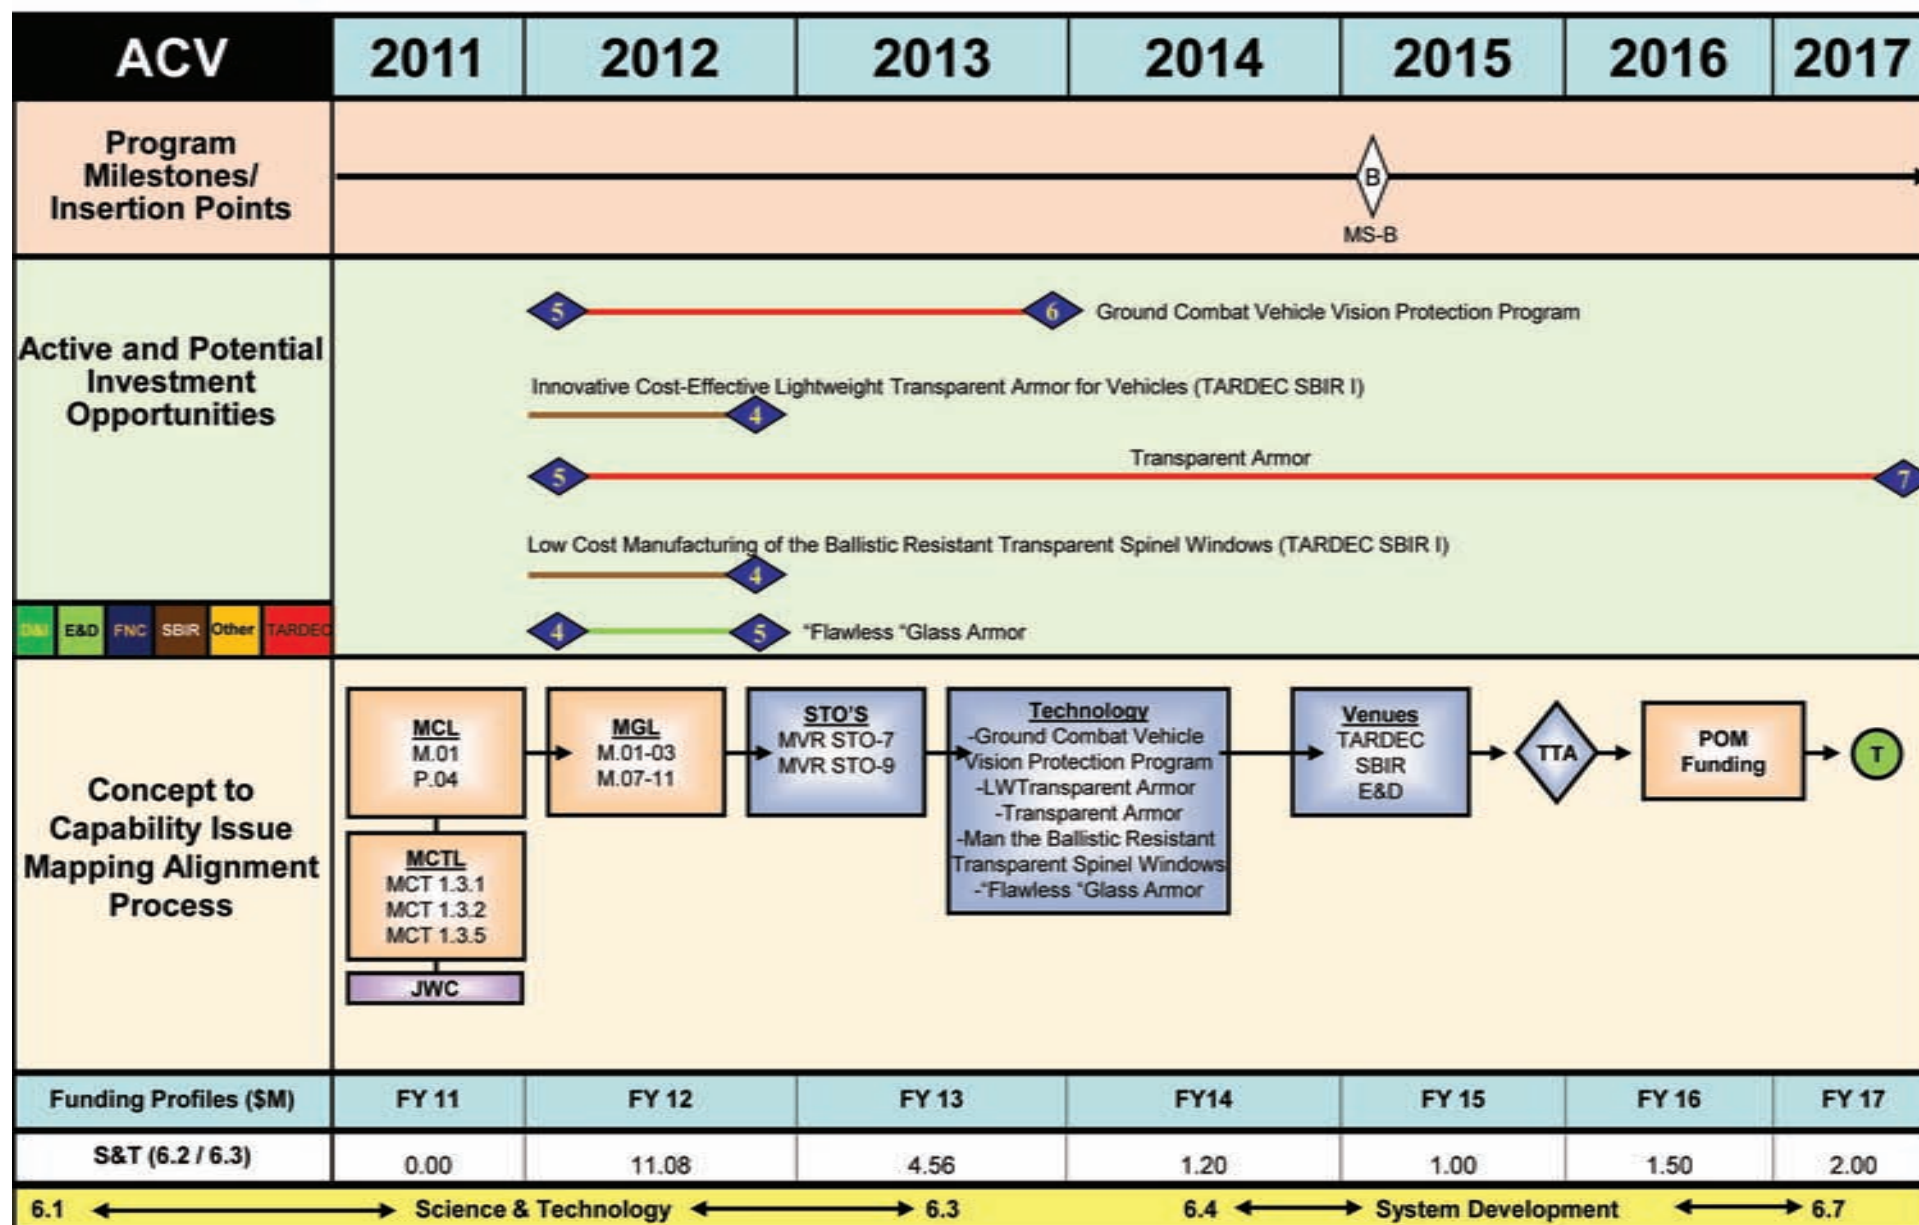 ACV 2011 2012 2013 2014 2015 2016 2017
Program
Milestones/
Insertion Points
B
MS-B
Active and Potential
Investment
Opportunities
5 6 Ground Combat Vehicle Vision Protection Program
Innovative Cost-Effective Lightweight Transparent Armor for Vehicles (TARDEC SBIR I)
4
Transparent Armor
5 7
Low Cost Manufacturing of the Ballistic Resistant Transparent Spinel Windows (TARDEC SBIR I)
4
D&I E&D FNC SBIR Other TARDEC
4 5 "Flawless "Glass Armor
Concept to
Capability Issue
Mapping Alignment
Process
MCL
M.01
P.04
MCTL
MCT 1.3.1
MCT 1.3.2
MCT 1.3.5
JWC
MGL
M.01-03
M.07-11
STO'S
MVR STO-7
MVR STO-9
Technology
-Ground Combat Vehicle
Vision Protection Program
-LWTransparent Armor
-Transparent Armor
-Man the Ballistic Resistant
Transparent Spinel Windows
-"Flawless "Glass Armor
Venues
TARDEC
SBIR
E&D
TTA
POM
Funding
T
Funding Profiles ($M) FY 11 FY 12 FY 13 FY14 FY 15 FY 16 FY 17
S&T (6.2 / 6.3) 0.00 11.08 4.56 1.20 1.00 1.50 2.00
6.1 Science & Technology 6.3 6.4 System Development 6.7